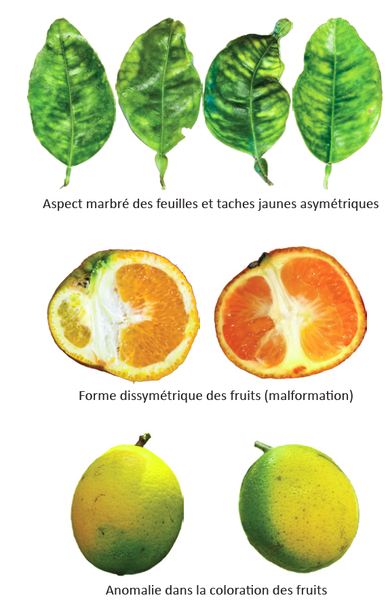 Aspect marbré des feuilles et taches jaunes asymétriques
Forme dissymétrique des fruits (malformation)
Anomalie dans la coloration des fruits